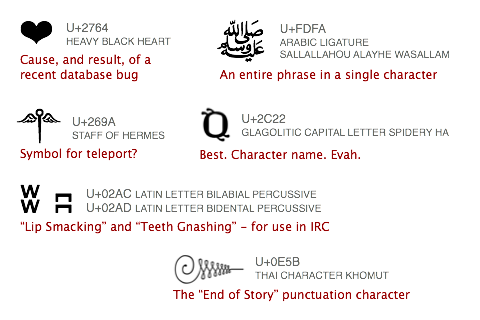 ❤ U+2764
HEAVY BLACK HEART
Cause, and result, of a
recent database bug
ﷺ U+FDFA
ARABIC LIGATURE
SALLALLAHOU ALAYHE WASALLAM
An entire phrase in a single character
⚚ U+269A
STAFF OF HERMES
Symbol for teleport?
Ⱒ U+2C22
GLAGOLITIC CAPITAL LETTER SPIDERY HA
Best. Character name. Evah.
ʬ ʭ U+02AC LATIN LETTER BILABIAL PERCUSSIVE
U+02AD LATIN LETTER BIDENTAL PERCUSSIVE
"Lip Smacking" and “Teeth Gnashing” – for use in IRC
๛ U+0E5B
THAI CHARACTER KHOMUT
The “End of Story” punctuation character